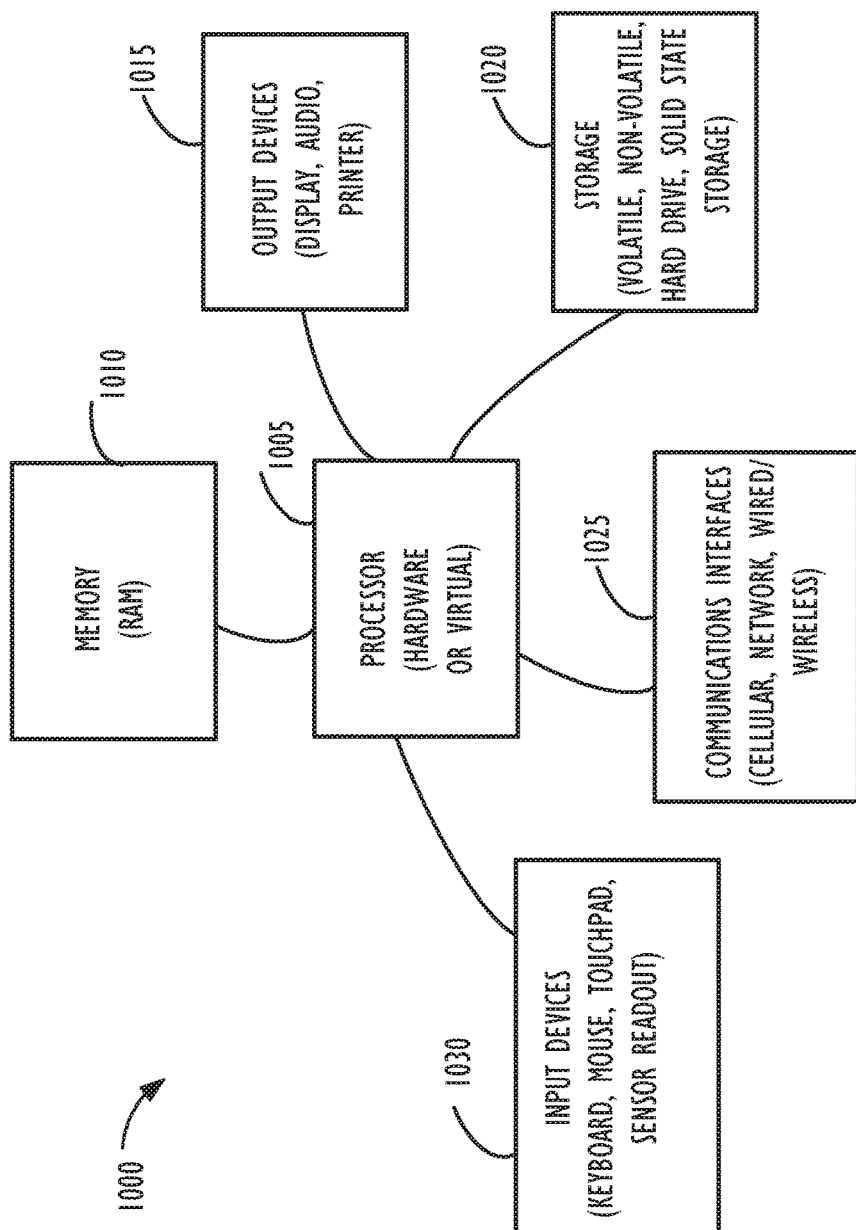 1000
MEMORY
(RAM)
1010
PROCESSOR
(HARDWARE
OR VIRTUAL)
1005
OUTPUT DEVICES
(DISPLAY, AUDIO,
PRINTER)
1015
STORAGE
(VOLATILE, NON-VOLATILE,
HARD DRIVE, SOLID STATE
STORAGE)
1020
COMMUNICATIONS INTERFACES
(CELLULAR, NETWORK, WIRED/
WIRELESS)
1025
INPUT DEVICES
(KEYBOARD, MOUSE, TOUCHPAD,
SENSOR READOUT)
1030